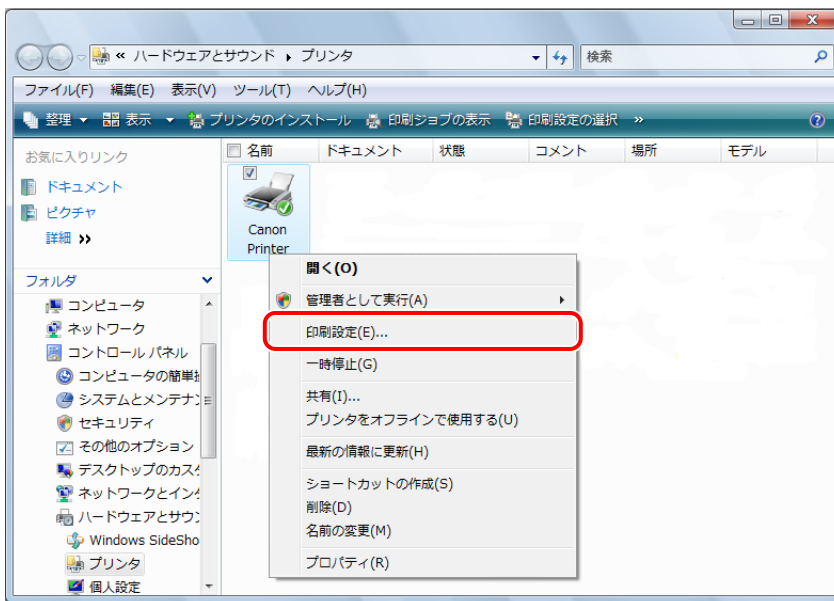 « ハードウェアとサウンド ▸ プリンタ
検索
ファイル(F) 編集(E) 表示(V) ツール(T) ヘルプ(H)
整理 表示 プリンタのインストール 印刷ジョブの表示 印刷設定の選択 »
お気に入りリンク
ドキュメント
ピクチャ
詳細 »
フォルダ
コンピュータ
ネットワーク
コントロール パネル
コンピュータの簡単
システムとメンテナン
セキュリティ
その他のオプション
デスクトップのカスタ
ネットワークとイン
ハードウェアとサウン
Windows SideSho
プリンタ
個人設定
名前 ドキュメント 状態 コメント 場所 モデル
Canon
Printer
開く(O)
管理者として実行(A)
印刷設定(E)...
一時停止(G)
共有(I)...
プリンタをオフラインで使用する(U)
最新の情報に更新(H)
ショートカットの作成(S)
削除(D)
名前の変更(M)
プロパティ(R)